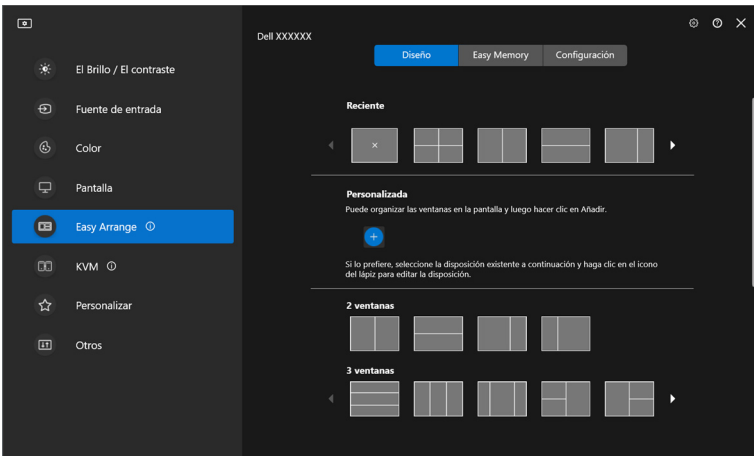 Dell XXXXXX
Diseño
Easy Memory
Configuración
El Brillo / El contraste
Fuente de entrada
Color
Pantalla
Easy Arrange
KVM
Personalizar
Otros
Reciente
Personalizada
Puede organizar las ventanas en la pantalla y luego hacer clic en Añadir.
Si lo prefiere, seleccione la disposición existente a continuación y haga clic en el icono
del lápiz para editar la disposición.
2 ventanas
3 ventanas